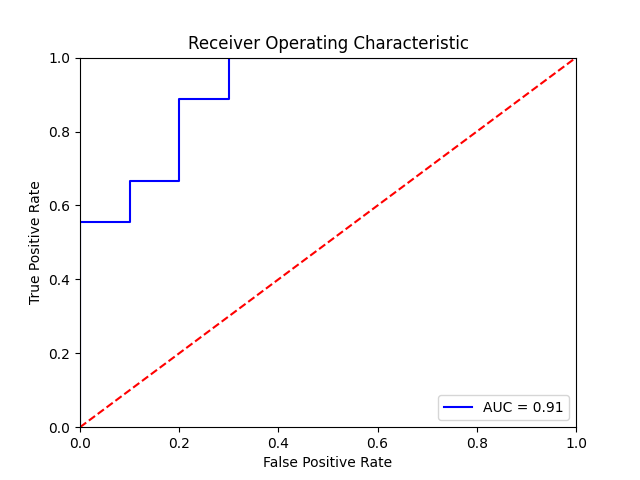 Receiver Operating Characteristic
True Positive Rate
1.0
0.8
0.6
0.4
0.2
0.0
AUC = 0.91
0.0 0.2 0.4 0.6 0.8 1.0
False Positive Rate